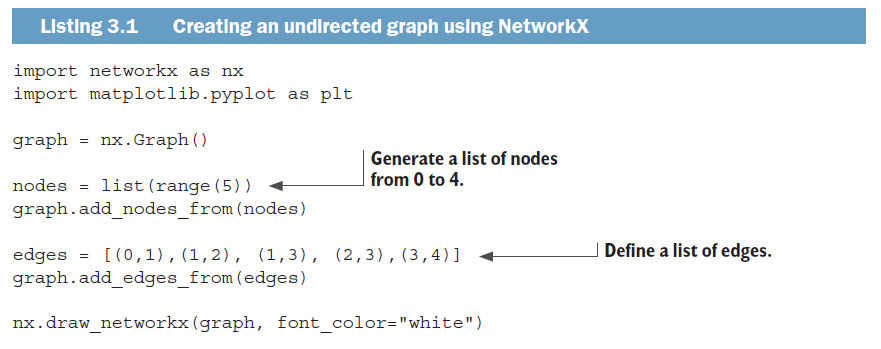 Listing 3.1 Creating an undirected graph using NetworkX
import networkx as nx
import matplotlib.pyplot as plt
graph = nx.Graph()
Generate a list of nodes
from 0 to 4.
nodes = list(range(5))
graph.add_nodes_from(nodes)
edges = [(0,1),(1,2), (1,3), (2,3),(3,4)]
Define a list of edges.
graph.add_edges_from(edges)
nx.draw_networkx(graph, font_color="white")